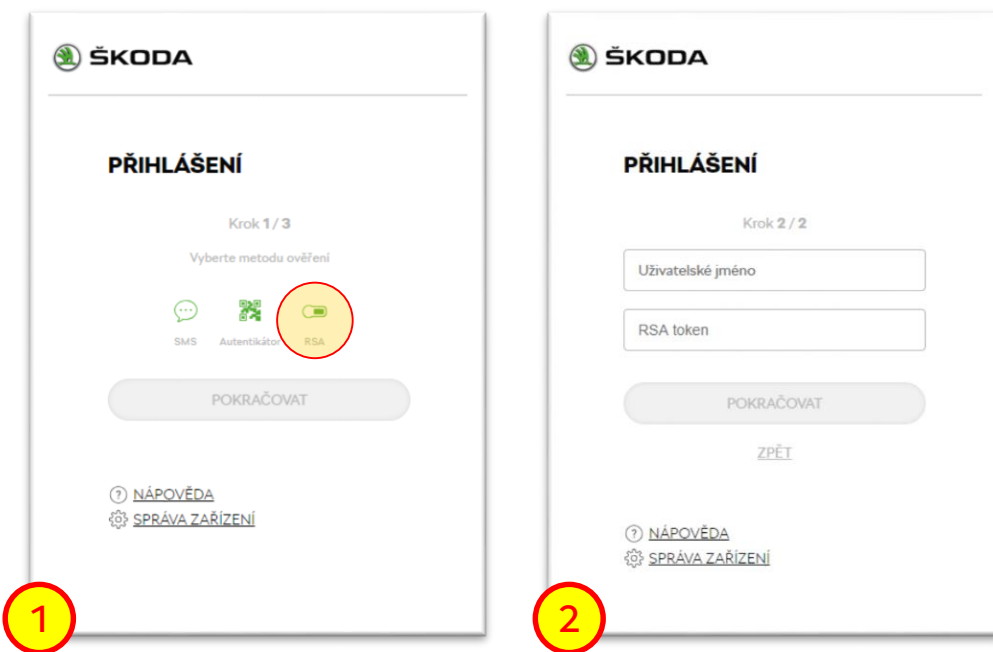 ŠKODA
PŘIHLÁŠENÍ
Krok 1 / 3
Vyberte metodu ověření
SMS Autentikátor RSA
POKRAČOVAT
NÁPOVĚDA
SPRÁVA ZAŘÍZENÍ
1
ŠKODA
PŘIHLÁŠENÍ
Krok 2 / 2
Uživatelské jméno
RSA token
POKRAČOVAT
ZPĚT
NÁPOVĚDA
SPRÁVA ZAŘÍZENÍ
2